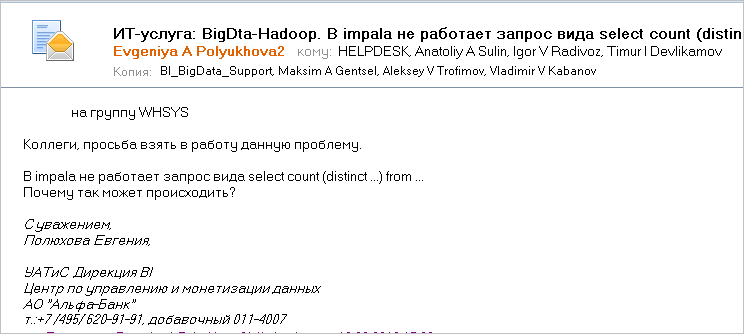 ИТ-услуга: BigDta-Hadoop. В impala не работает запрос вида select count (distin
Evgeniya A Polyukhova2 кому: HELPDESK, Anatoliy A Sulin, Igor V Radivoz, Timur I Devlikamov
Копия: BI_BigData_Support, Maksim A Gentsel, Aleksey V Trofimov, Vladimir V Kabanov
на группу WHSYS
Коллеги, просьба взять в работу данную проблему.
В impala не работает запрос вида select count (distinct ...) from ...
Почему так может происходить?
С уважением,
Полюхова Евгения,
УАТиС Дирекция BI
Центр по управлению и монетизации данных
АО "Альфа-Банк"
т.:+7 /495/ 620-91-91, добавочный 011-4007